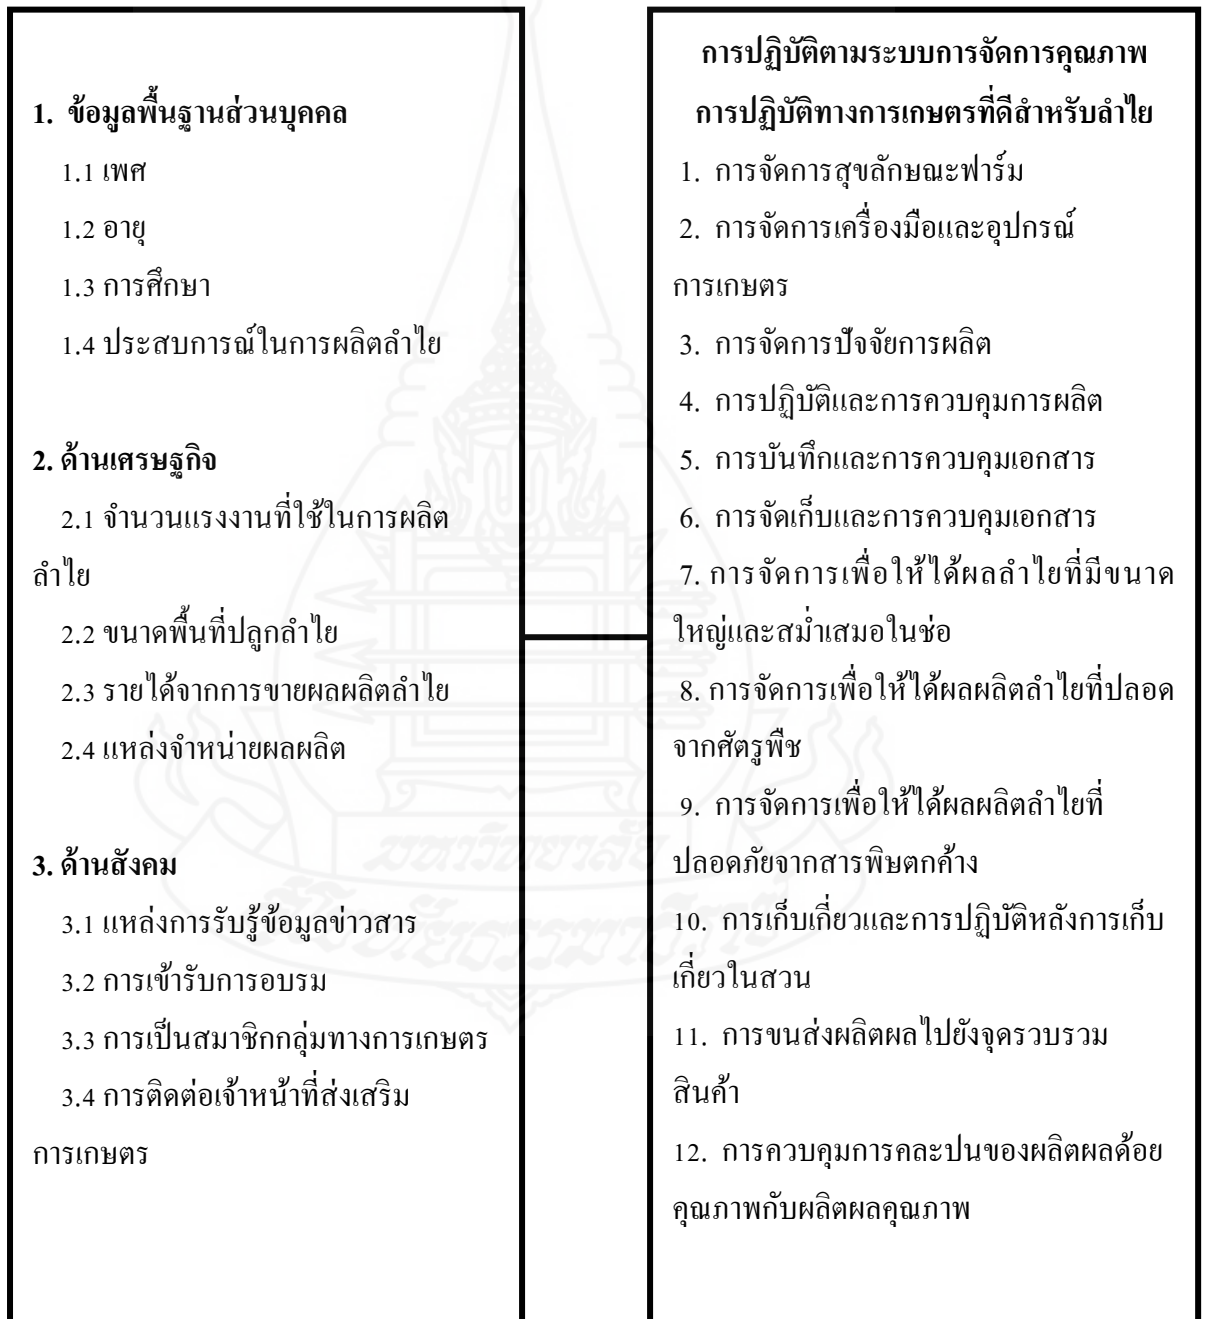 1. ข้อมูลพื้นฐานส่วนบุคคล
1.1 เพศ
1.2 อายุ
1.3 การศึกษา
1.4 ประสบการณ์ในการผลิตลำไย
2. ด้านเศรษฐกิจ
2.1 จำนวนแรงงานที่ใช้ในการผลิต
ลำไย
2.2 ขนาดพื้นที่ปลูกลำไย
2.3 รายได้จากการขายผลผลิตลำไย
2.4 แหล่งจำหน่ายผลผลิต
3. ด้านสังคม
3.1 แหล่งการรับรู้ข้อมูลข่าวสาร
3.2 การเข้ารับการอบรม
3.3 การเป็นสมาชิกกลุ่มทางการเกษตร
3.4 การติดต่อเจ้าหน้าที่ส่งเสริม
การเกษตร
การปฏิบัติตามระบบการจัดการคุณภาพ
การปฏิบัติทางการเกษตรที่ดีสำหรับลำไย
1. การจัดการสุขลักษณะฟาร์ม
2. การจัดการเครื่องมือและอุปกรณ์
การเกษตร
3. การจัดการปัจจัยการผลิต
4. การปฏิบัติและการควบคุมการผลิต
5. การบันทึกและการควบคุมเอกสาร
6. การจัดเก็บและการควบคุมเอกสาร
7. การจัดการเพื่อให้ได้ผลลำไยที่มีขนาด
ใหญ่และสม่ำเสมอในช่อ
8. การจัดการเพื่อให้ได้ผลผลิตลำไยที่ปลอด
จากศัตรูพืช
9. การจัดการเพื่อให้ได้ผลผลิตลำไยที่
ปลอดภัยจากสารพิษตกค้าง
10. การเก็บเกี่ยวและการปฏิบัติหลังการเก็บ
เกี่ยวในสวน
11. การขนส่งผลิตผลไปยังจุดรวบรวม
สินค้า
12. การควบคุมการคละปนของผลิตผลด้อย
คุณภาพกับผลิตผลคุณภาพ
มหาวิทยาลัย
สุโขทัยธรรมาธิราช